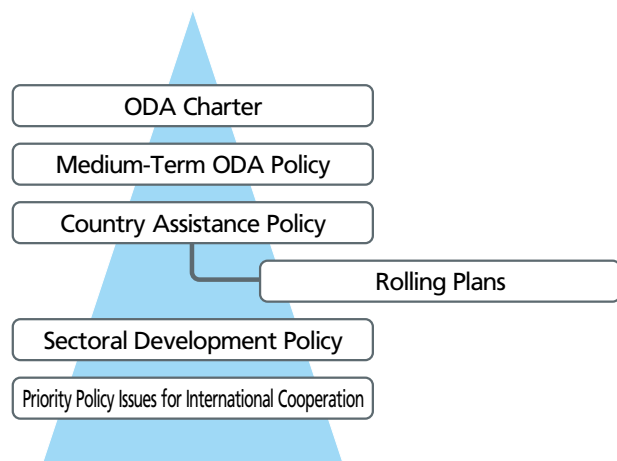 ODA Charter
Medium-Term ODA Policy
Country Assistance Policy
Rolling Plans
Sectoral Development Policy
Priority Policy Issues for International Cooperation